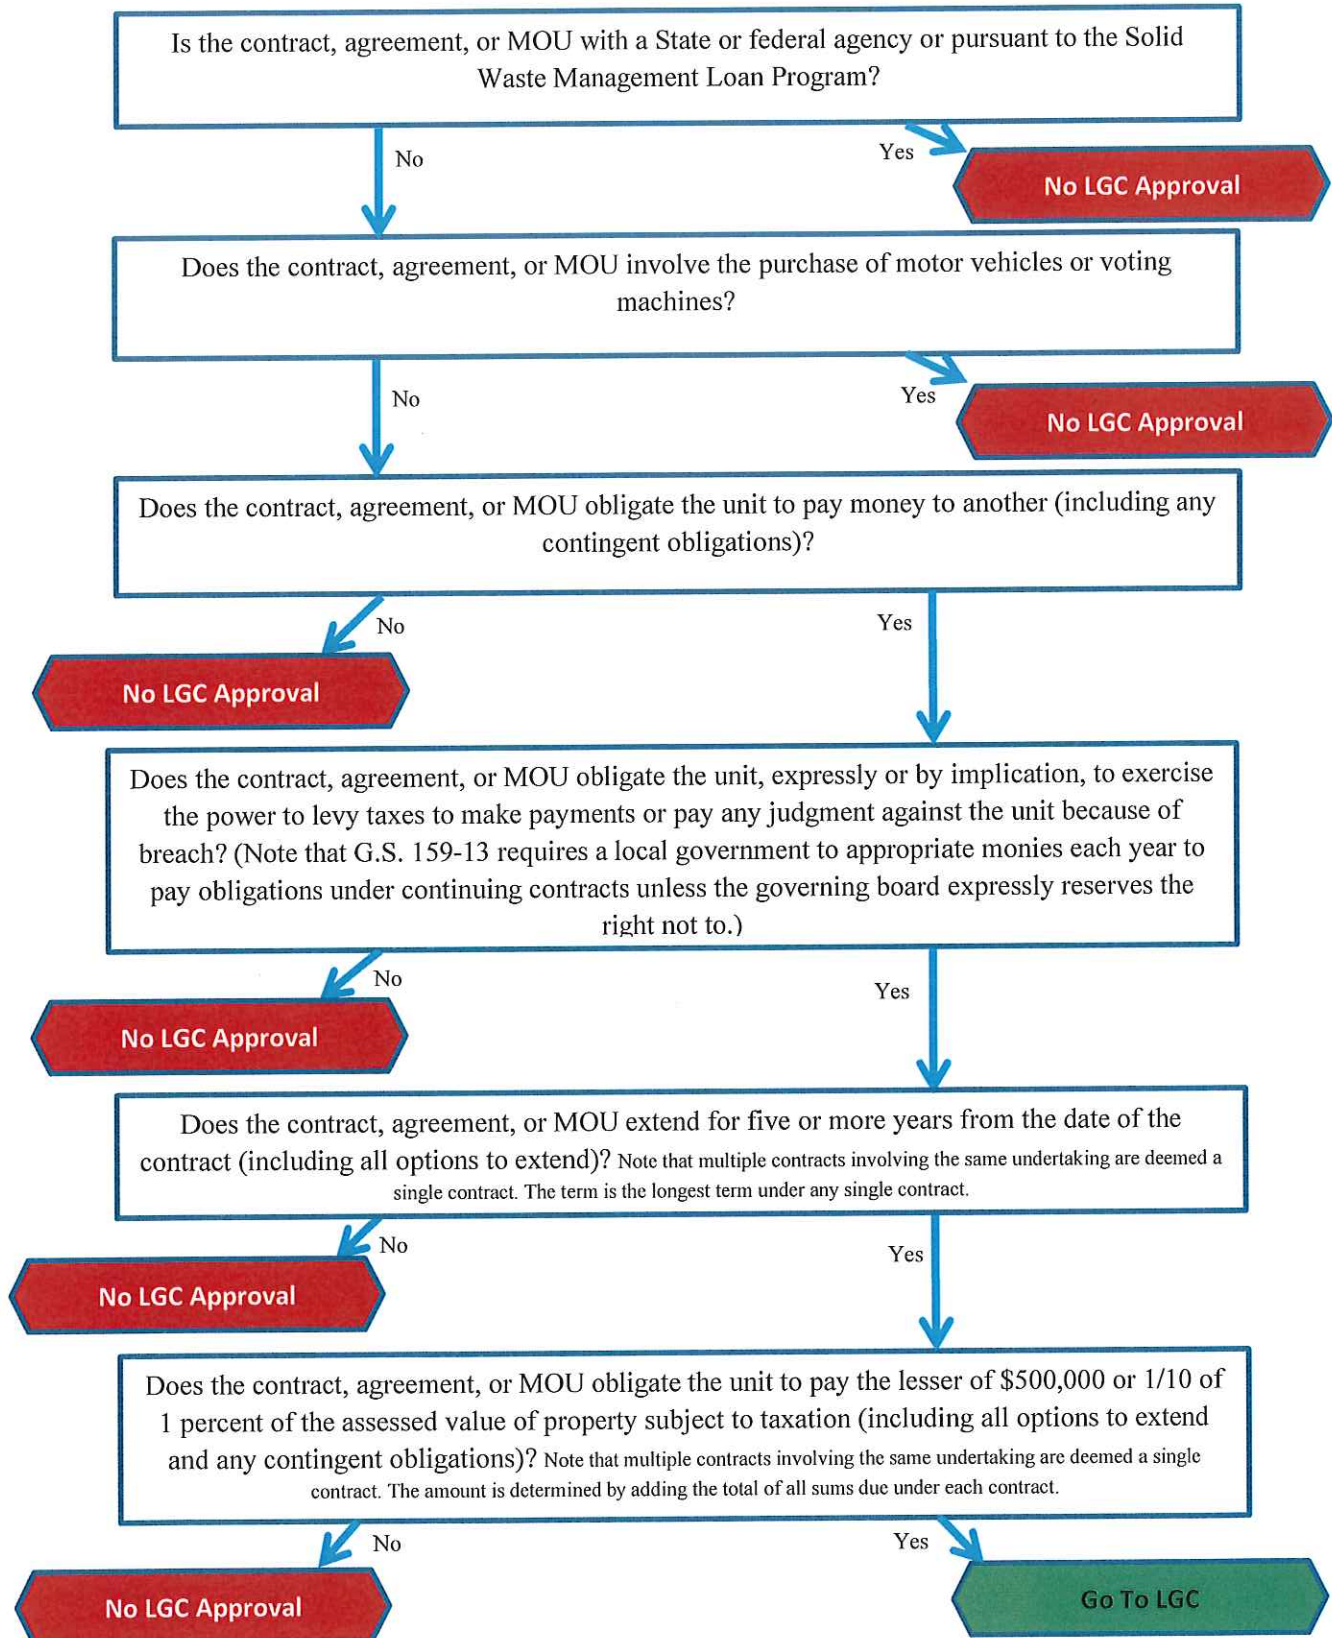 Is the contract, agreement, or MOU with a State or federal agency or pursuant to the Solid
Waste Management Loan Program?
No
Yes
No LGC Approval
Does the contract, agreement, or MOU involve the purchase of motor vehicles or voting
machines?
No
Yes
No LGC Approval
Does the contract, agreement, or MOU obligate the unit to pay money to another (including any
contingent obligations)?
No
Yes
No LGC Approval
Does the contract, agreement, or MOU obligate the unit, expressly or by implication, to exercise
the power to levy taxes to make payments or pay any judgment against the unit because of
breach? (Note that G.S. 159-13 requires a local government to appropriate monies each year to
pay obligations under continuing contracts unless the governing board expressly reserves the
right not to.)
No
Yes
No LGC Approval
Does the contract, agreement, or MOU extend for five or more years from the date of the
contract (including all options to extend)? Note that multiple contracts involving the same undertaking are deemed a
single contract. The term is the longest term under any single contract.
No
Yes
No LGC Approval
Does the contract, agreement, or MOU obligate the unit to pay the lesser of $500,000 or 1/10 of
1 percent of the assessed value of property subject to taxation (including all options to extend
and any contingent obligations)? Note that multiple contracts involving the same undertaking are deemed a single
contract. The amount is determined by adding the total of all sums due under each contract.
No
Yes
No LGC Approval
Go To LGC